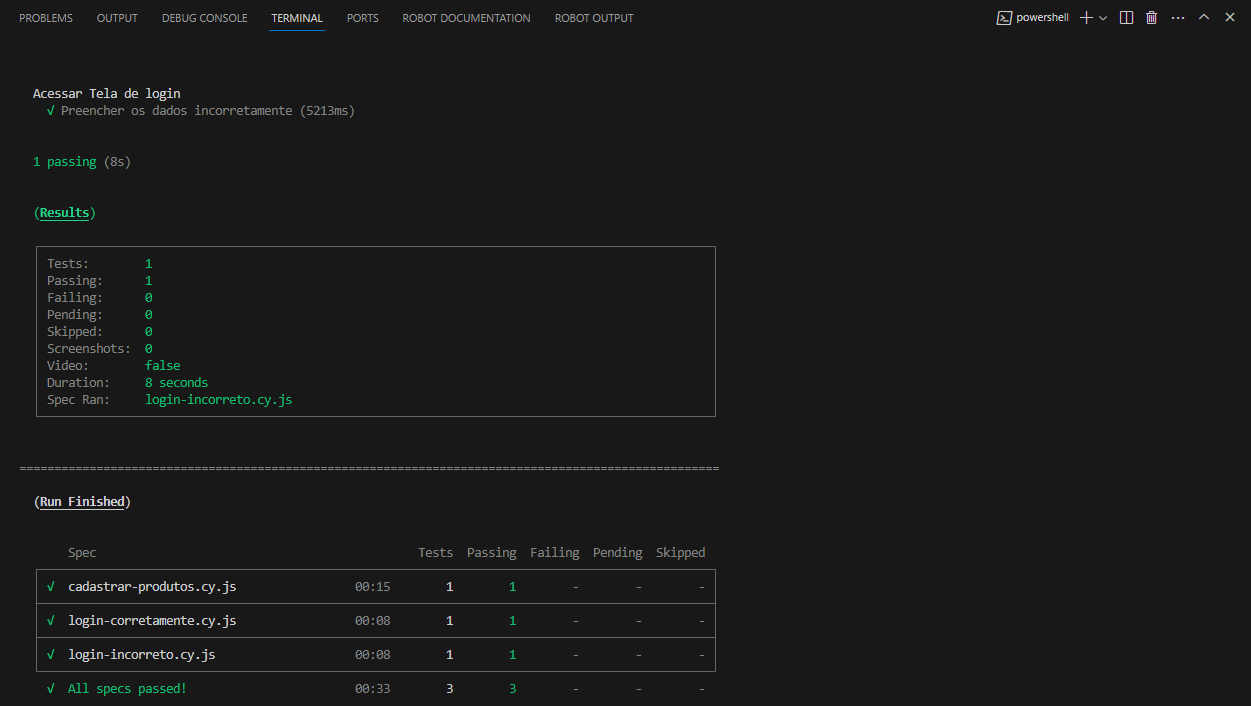 PROBLEMS OUTPUT DEBUG CONSOLE TERMINAL PORTS ROBOT DOCUMENTATION ROBOT OUTPUT powershell
Acessar Tela de login
√ Preencher os dados incorretamente (5213ms)
1 passing (8s)
(Results)
Tests: 1
Passing: 1
Failing: 0
Pending: 0
Skipped: 0
Screenshots: 0
Video: false
Duration: 8 seconds
Spec Ran: login-incorreto.cy.js
====================================================================================================
(Run Finished)
Spec Tests Passing Failing Pending Skipped
√ cadastrar-produtos.cy.js 00:15 1 1 - - -
√ login-corretamente.cy.js 00:08 1 1 - - -
√ login-incorreto.cy.js 00:08 1 1 - - -
√ All specs passed! 00:33 3 3 - - -